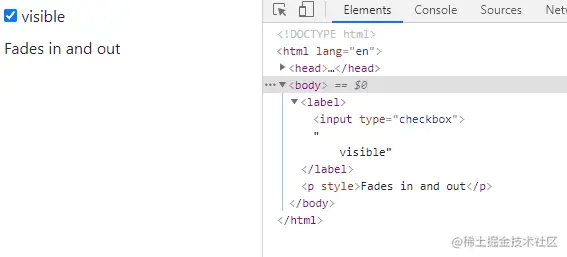 visible
Fades in and out
Elements Console Sources Netw
<!DOCTYPE html>
<html lang="en">
<head>…</head>
<body> == $0
<label>
<input type="checkbox">
"
visible"
</label>
<p style>Fades in and out</p>
</body>
</html>
@稀土掘金技术社区